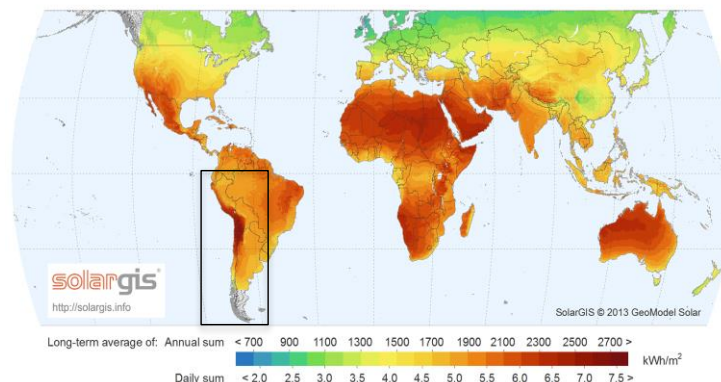 solargis
http://solargis.info
SolarGIS © 2013 GeoModel Solar
Long-term average of: Annual sum < 700 900 1100 1300 1500 1700 1900 2100 2300 2500 2700 >
kWh/m²
Daily sum < 2.0 2.5 3.0 3.5 4.0 4.5 5.0 5.5 6.0 6.5 7.0 7.5 >